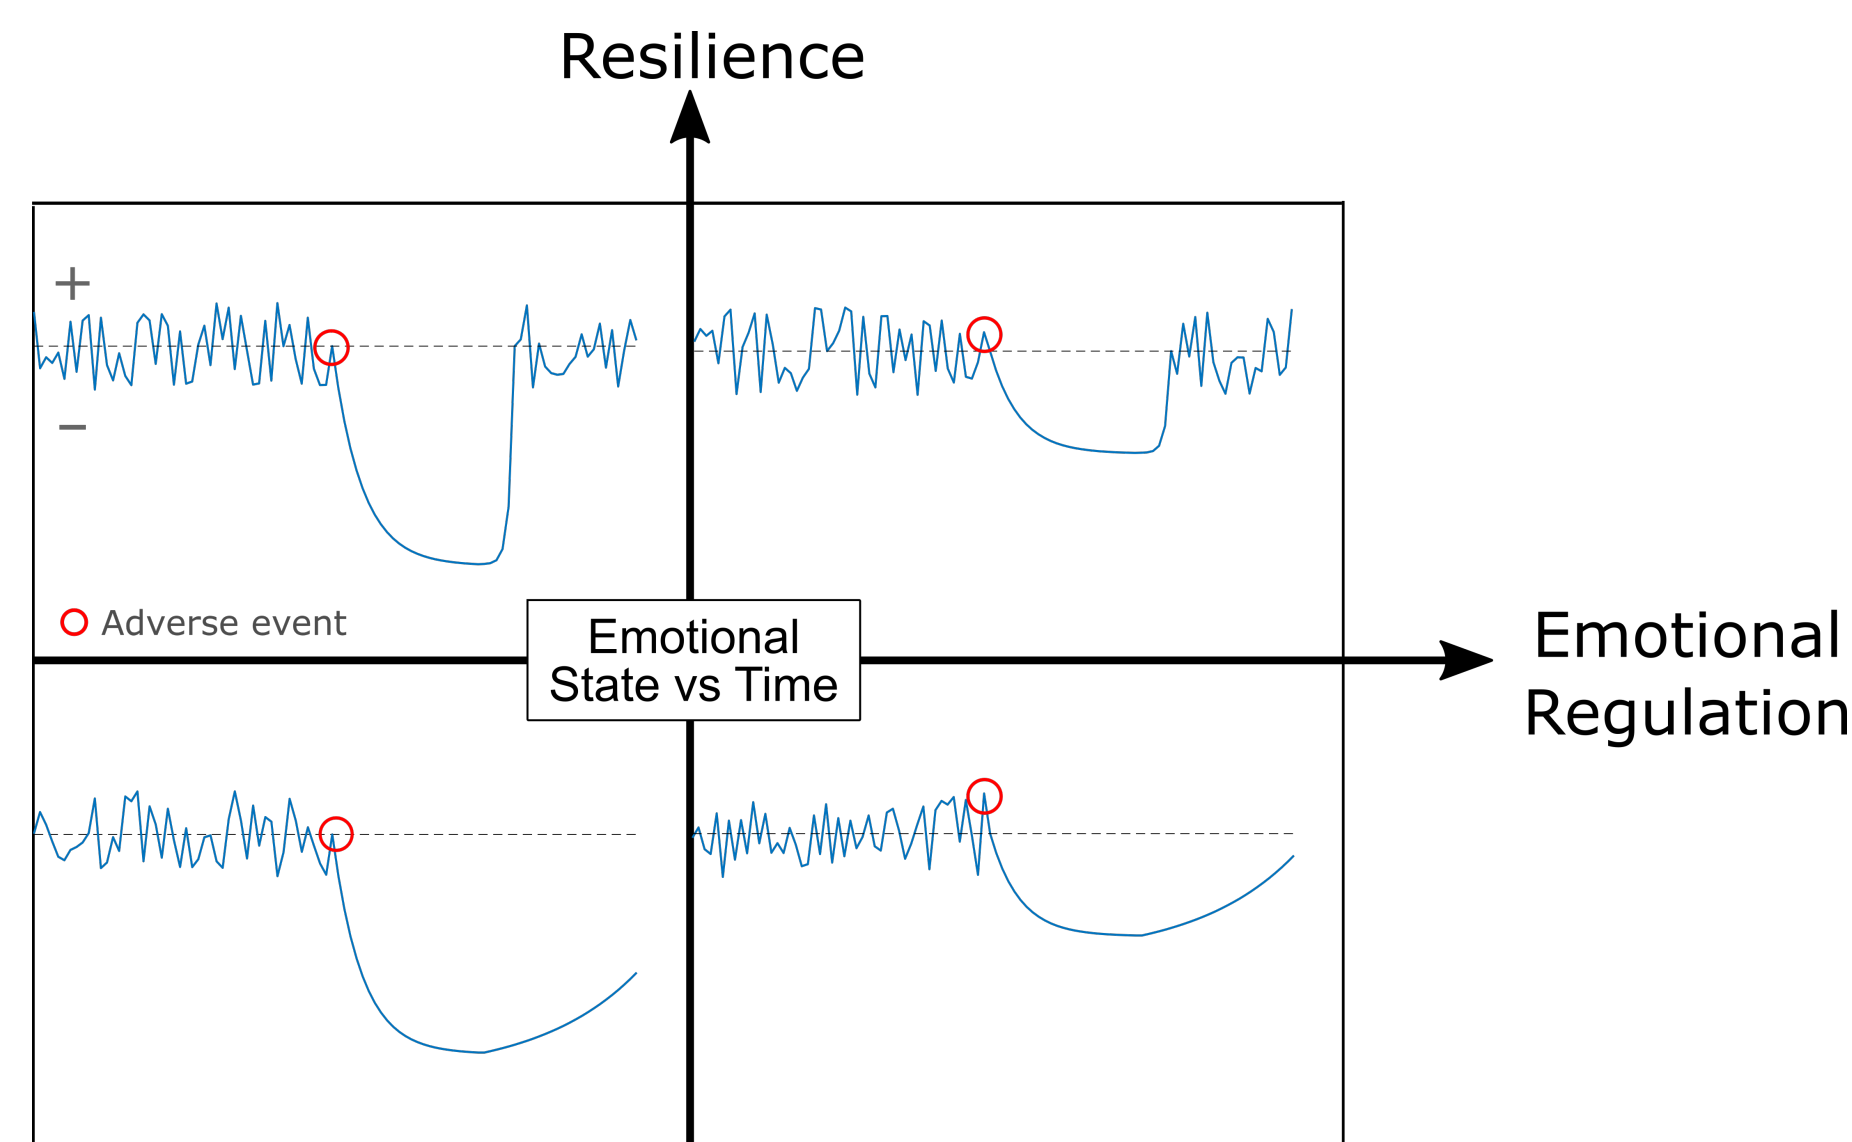 Resilience
+
–
Adverse event
Emotional
State vs Time
Emotional
Regulation